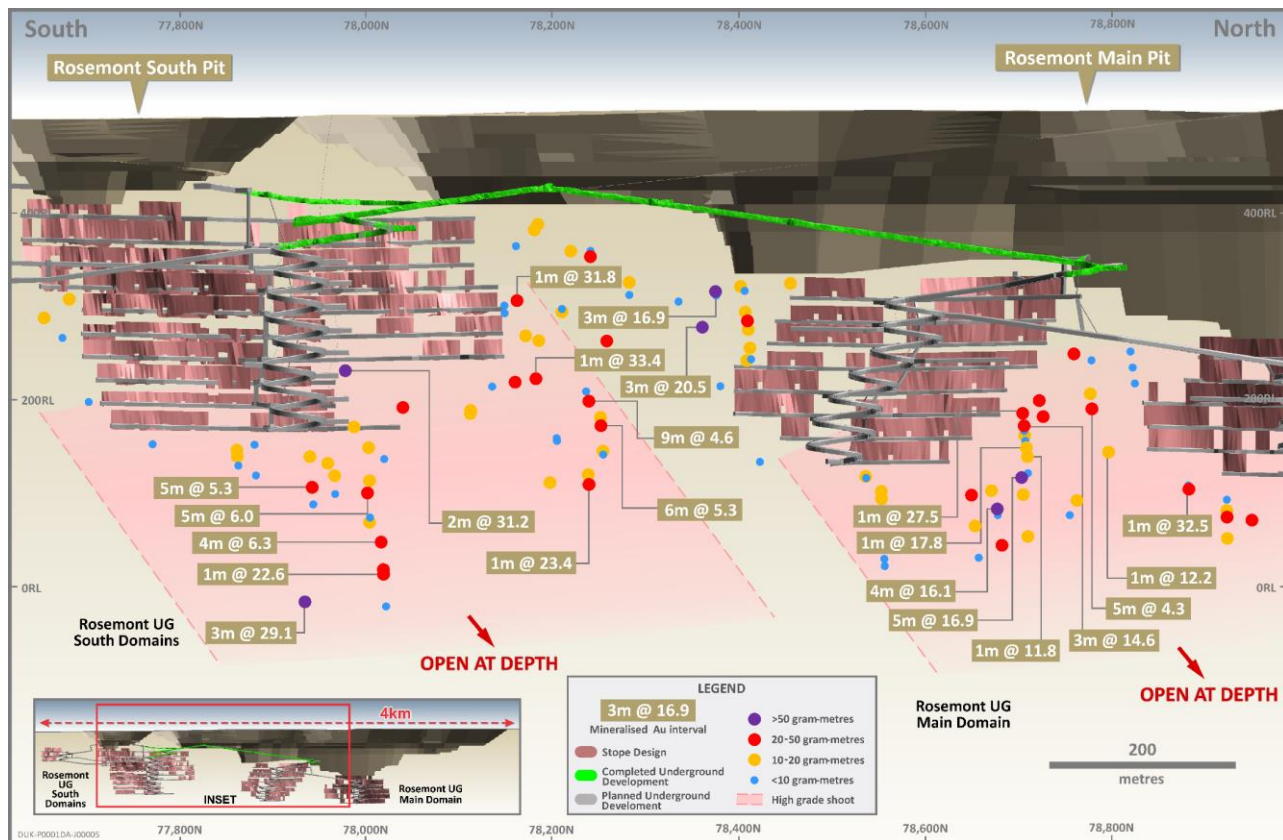 South
77,800N
78,000N
78,200N
78,400N
78,600N
78,800N
North
Rosemont South Pit
Rosemont Main Pit
400RL
400RL
1m @ 31.8
3m @ 16.9
1m @ 33.4
3m @ 20.5
200RL
200RL
9m @ 4.6
5m @ 5.3
5m @ 6.0
2m @ 31.2
6m @ 5.3
4m @ 6.3
1m @ 23.4
1m @ 22.6
3m @ 29.1
1m @ 27.5
1m @ 17.8
4m @ 16.1
5m @ 16.9
1m @ 11.8
3m @ 14.6
5m @ 4.3
1m @ 12.2
1m @ 32.5
0RL
0RL
Rosemont UG
South Domains
OPEN AT DEPTH
Rosemont UG
Main Domain
OPEN AT DEPTH
4km
Rosemont
UG
South
Domains
INSET
Rosemont UG
Main Domain
LEGEND
3m @ 16.9
Mineralised Au interval
Stope Design
Completed Underground
Development
Planned Underground
Develoment
>50 gram-metres
20-50 gram-metres
10-20 gram-metres
<10 gram-metres
High grade shoot
200
metres
DUK-P0001DA-J00005
77,800N
78,000N
78,200N
78,400N
78,600N
78,800N